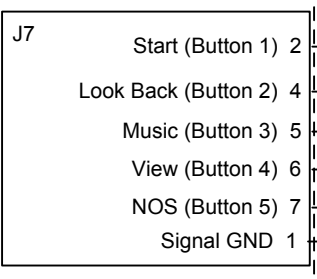 J7
Start (Button 1) 2
Look Back (Button 2) 4
Music (Button 3) 5
View (Button 4) 6
NOS (Button 5) 7
Signal GND 1